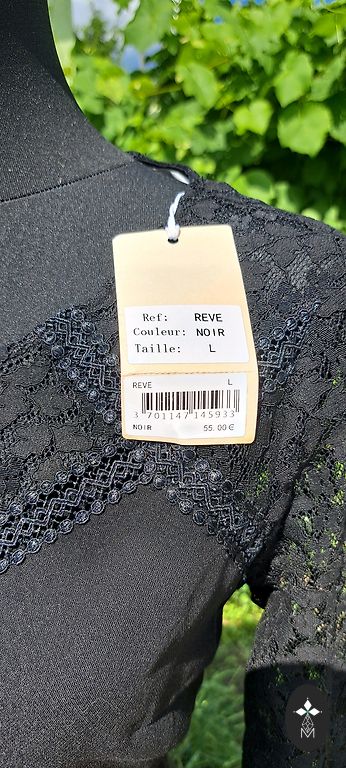 Ref: REVE
Couleur: NOIR
Taille: L
REVE L
3 701147 145933
NOIR 55.00€
M